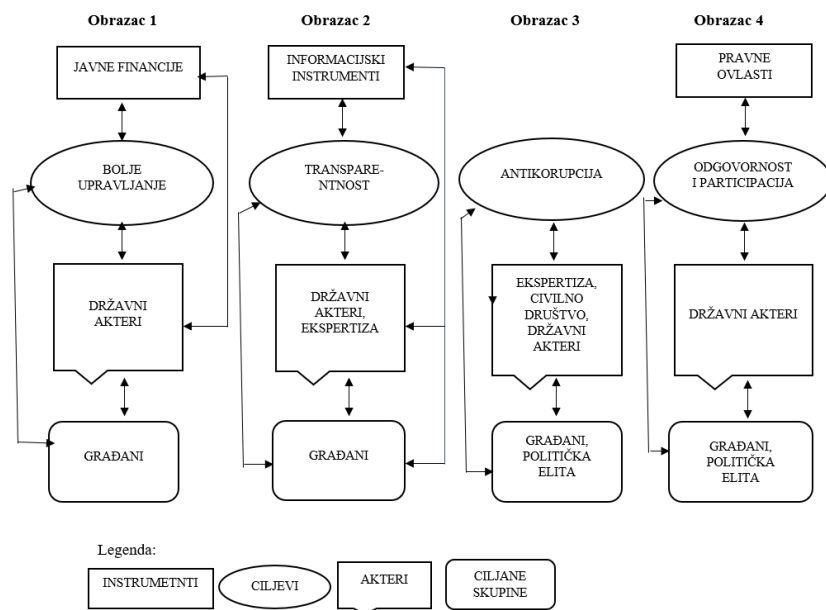 Obrazac 1
Obrazac 2
Obrazac 3
Obrazac 4
JAVNE FINANCIJE
INFORMACIJSKI
INSTRUMENTI
PRAVNE
OVLASTI
BOLJE
UPRAVLJANJE
TRANSPARE-
NTNOST
ANTIKORUPCIJA
ODGOVORNOST
I PARTICIPACIJA
DRŽAVNI
AKTERI
DRŽAVNI
AKTERI,
EKSPERTIZA
EKSPERTIZA,
CIVILNO
DRUŠTVO,
DRŽAVNI
AKTERI
DRŽAVNI AKTERI
GRAĐANI
GRAĐANI
GRAĐANI,
POLITIČKA
ELITA
GRAĐANI,
POLITIČKA
ELITA
Legenda:
INSTRUMETNTI
CILJEVI
AKTERI
CILJANE
SKUPINE